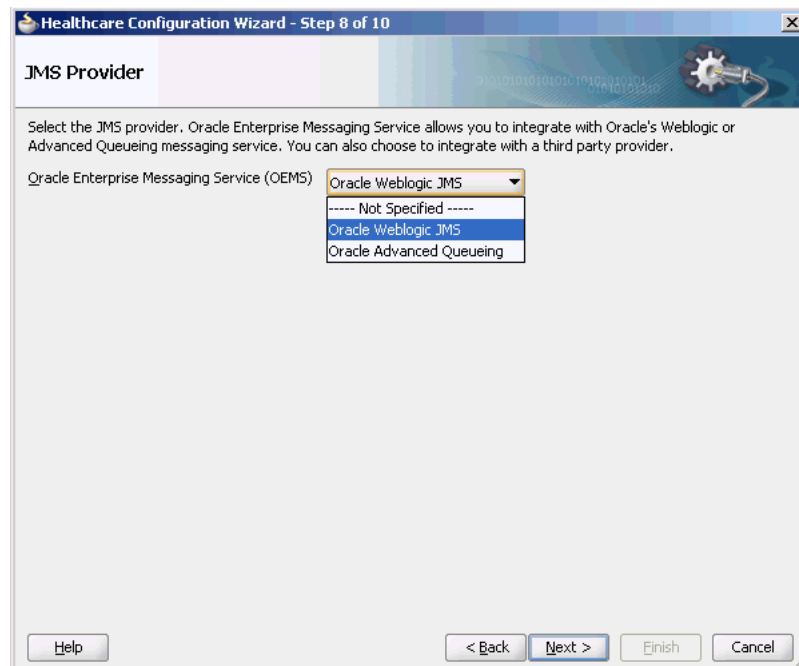 Healthcare Configuration Wizard - Step 8 of 10
JMS Provider
Select the JMS provider. Oracle Enterprise Messaging Service allows you to integrate with Oracle's Weblogic or
Advanced Queueing messaging service. You can also choose to integrate with a third party provider.
Oracle Enterprise Messaging Service (OEMS) Oracle Weblogic JMS
----- Not Specified -----
Oracle Weblogic JMS
Oracle Advanced Queueing
Help < Back Next > Finish Cancel